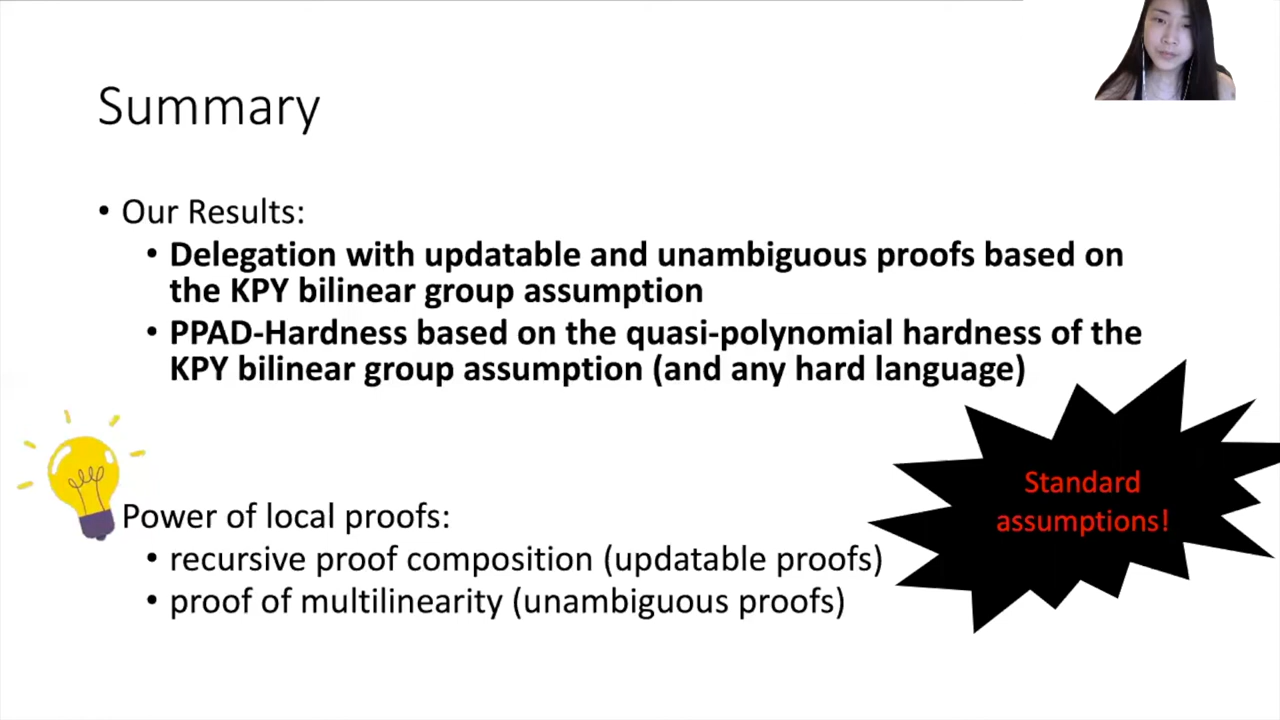 Summary
• Our Results:
• Delegation with updatable and unambiguous proofs based on
the KPY bilinear group assumption
• PPAD-Hardness based on the quasi-polynomial hardness of the
KPY bilinear group assumption (and any hard language)
Standard
assumptions!
Power of local proofs:
• recursive proof composition (updatable proofs)
• proof of multilinearity (unambiguous proofs)